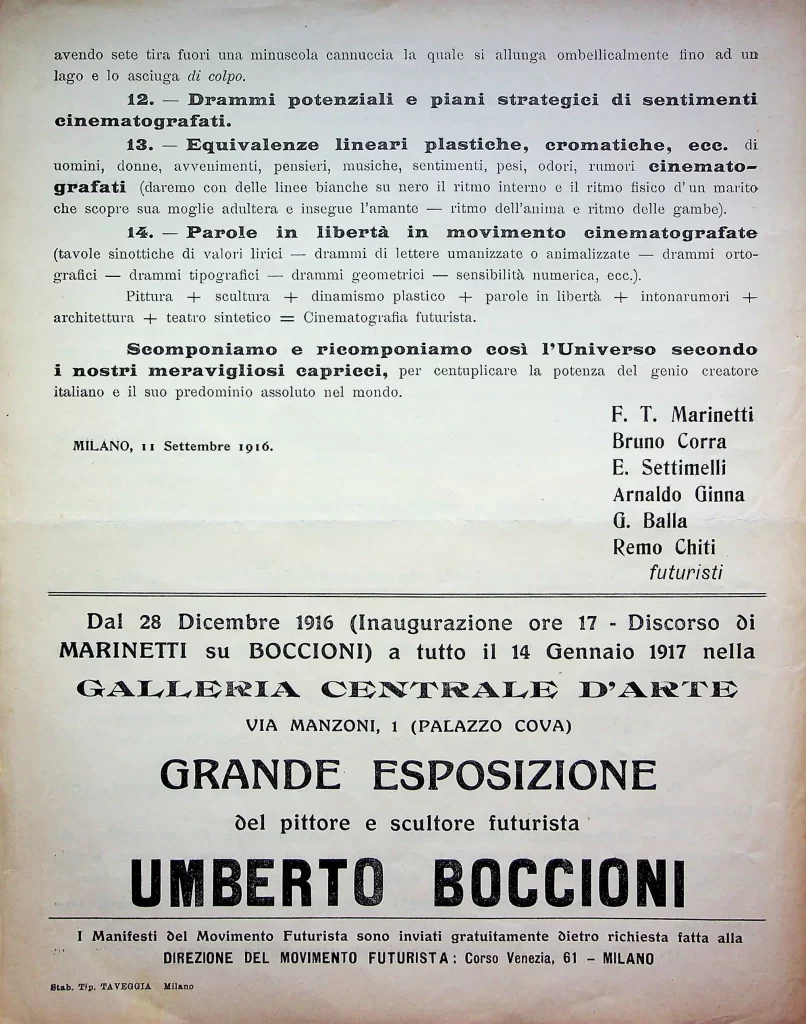 avendo sete tira fuori una minuscola cannuccia la quale si allunga ombellicalmente fino ad un
lago e lo asciuga di colpo.
12. — Drammi potenziali e piani strategici di sentimenti
cinematografati.
13. — Equivalenze lineari plastiche, cromatiche, ecc. di
uomini, donne, avvenimenti, pensieri, musiche, sentimenti, pesi, odori, rumori cinemato-
grafati (daremo con delle linee bianche su nero il ritmo interno e il ritmo fisico d'un marito
che scopre sua moglie adultera e insegue l'amante — ritmo dell'anima e ritmo delle gambe).
14. — Parole in libertà in movimento cinematografate
(tavole sinottiche di valori lirici — drammi di lettere umanizzate o animalizzate — drammi orto-
grafici — drammi tipografici — drammi geometrici — sensibilità numerica, ecc.).
Pittura + scultura + dinamismo plastico + parole in libertà + intonarumori +
architettura + teatro sintetico = Cinematografia futurista.
Scomponiamo e ricomponiamo così l'Universo secondo
i nostri meravigliosi capricci, per centuplicare la potenza del genio creatore
italiano e il suo predominio assoluto nel mondo.
F. T. Marinetti
Bruno Corra
MILANO, 11 Settembre 1916.
E. Settimelli
Arnaldo Ginna
G. Balla
Remo Chiti
futuristi
Dal 28 Dicembre 1916 (Inaugurazione ore 17 - Discorso di
MARINETTI su BOCCIONI) a tutto il 14 Gennaio 1917 nella
GALLERIA CENTRALE D'ARTE
VIA MANZONI, 1 (PALAZZO COVA)
GRANDE ESPOSIZIONE
del pittore e scultore futurista
UMBERTO BOCCIONI
I Manifesti del Movimento Futurista sono inviati gratuitamente dietro richiesta fatta alla
DIREZIONE DEL MOVIMENTO FUTURISTA: Corso Venezia, 61 - MILANO
Stab. Tip. TAVEGGIA Milano